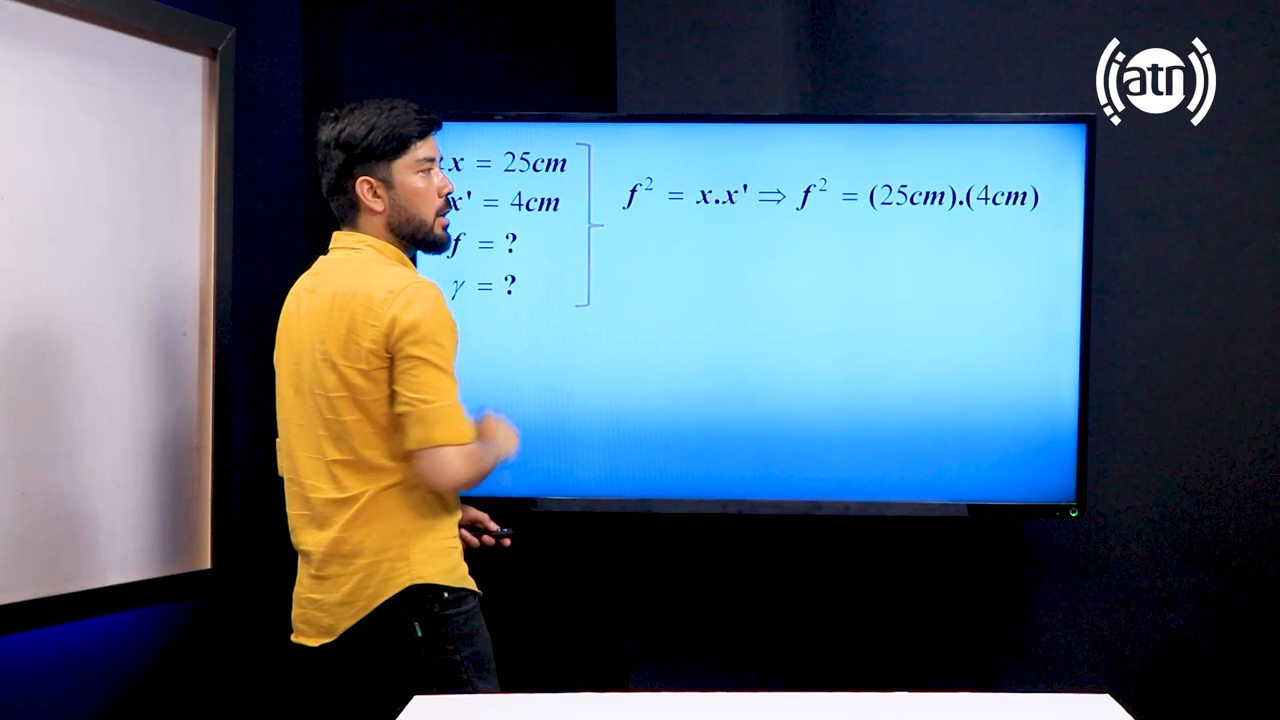 atn
x = 25cm
x' = 4cm
f = ?
γ = ?
f² = x.x' ⇒ f² = (25cm).(4cm)